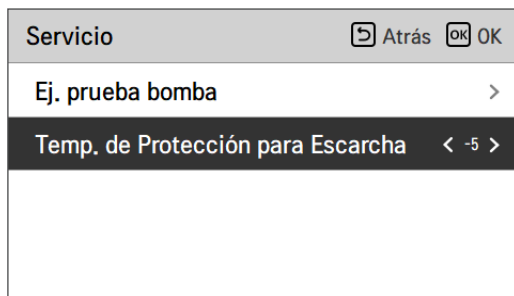 Servicio Atrás OK OK
Ej. prueba bomba >
Temp. de Protección para Escarcha < -5 >